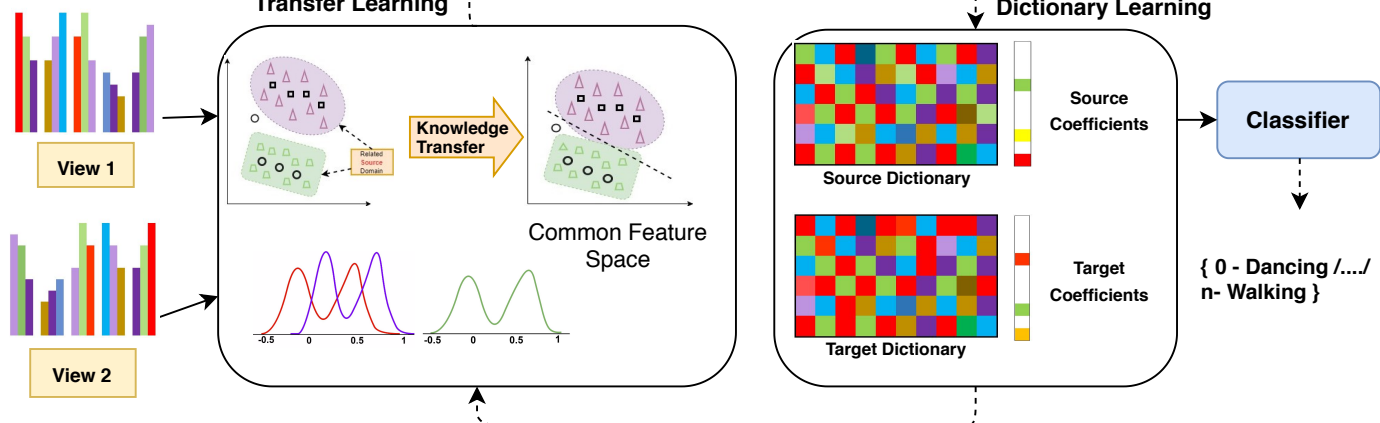 Transfer Learning
Dictionary Learning
View 1
Knowledge
Transfer
Related
Source
Domain
Common Feature
Space
-0.5 0 0.5 1
-0.5 0 0.5 1
View 2
Source
Coefficients
Source Dictionary
Target
Coefficients
Target Dictionary
Classifier
{ 0 - Dancing /..../
n- Walking }